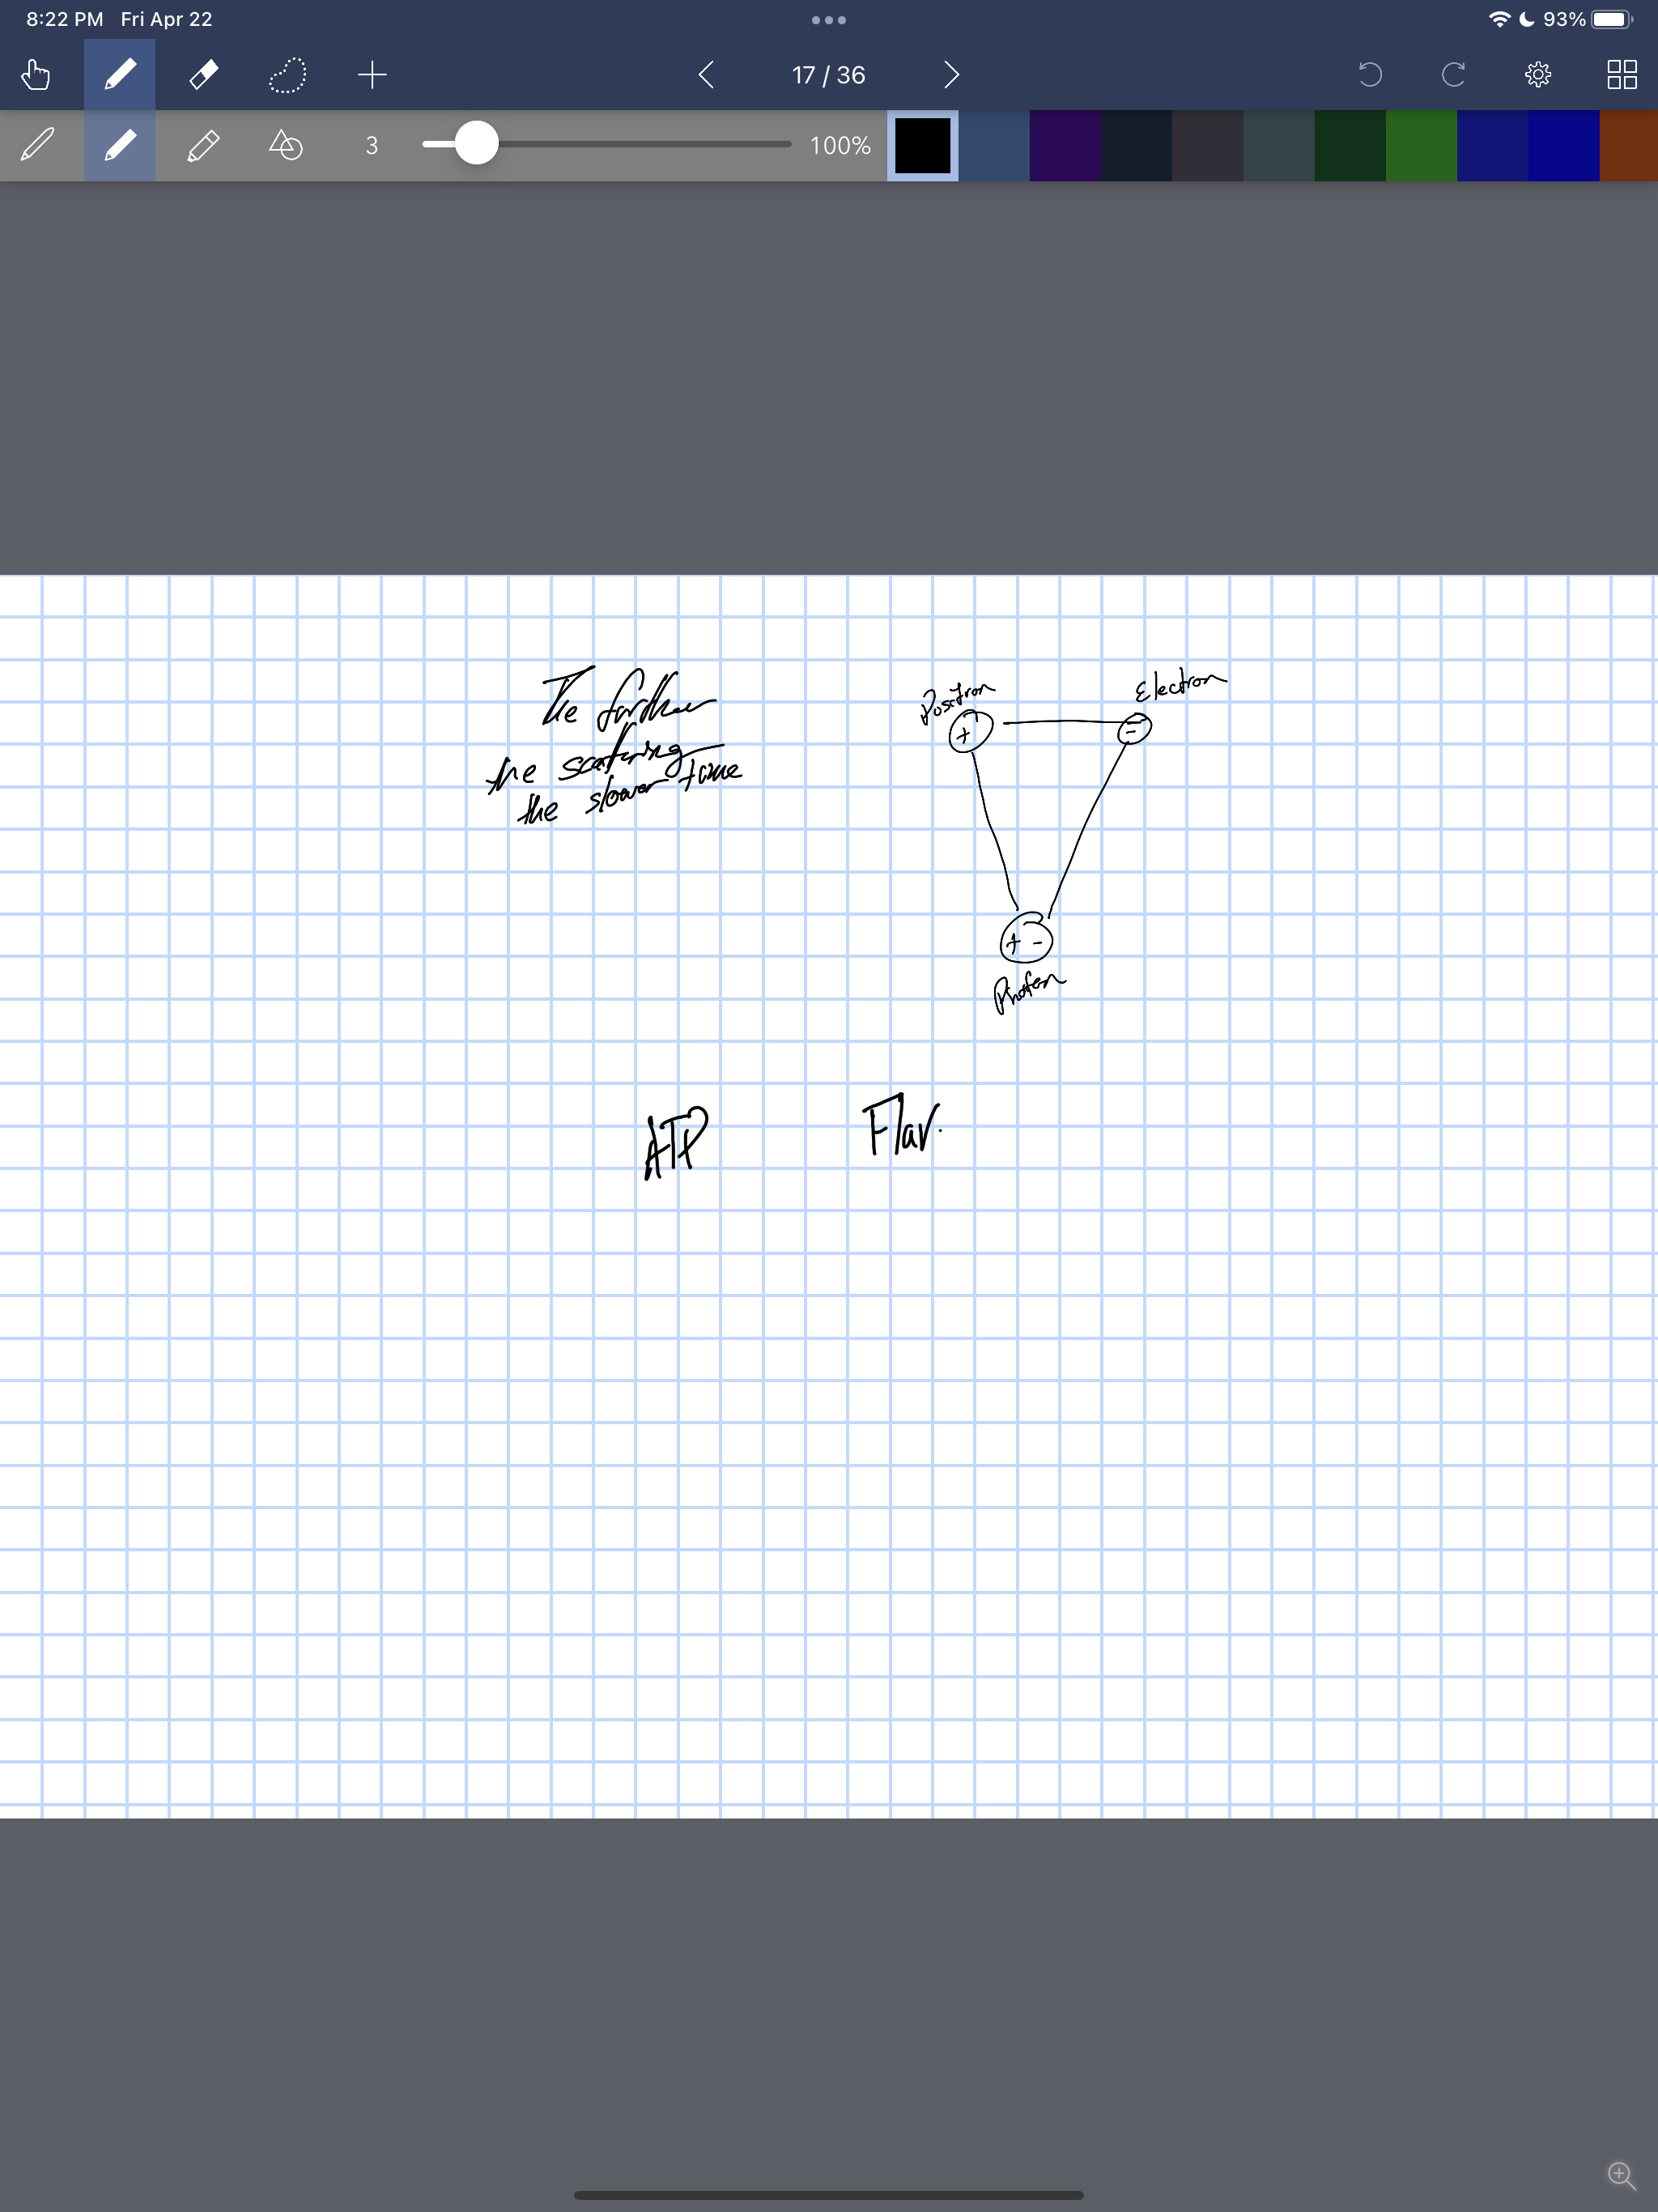 8:22 PM Fri Apr 22
93%
17 / 36
3
100%
The farther
the scattering
the slower time
Positron
Electron
+
-
+ -
Photon
ATP
Flav.